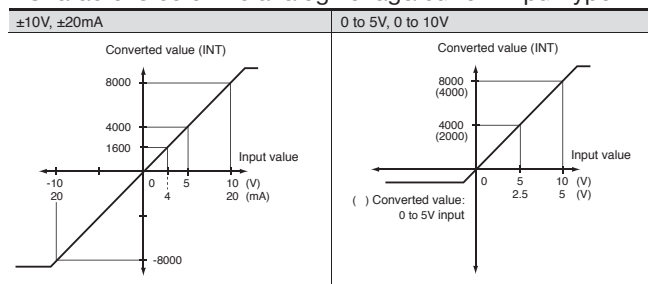 ±10V, ±20mA
Converted value (INT)
8000
4000
1600
Input value
-10 0 5 10 (V)
20 4 20 (mA)
-8000
0 to 5V, 0 to 10V
Converted value (INT)
8000
(4000)
4000
(2000)
Input value
0 5 10 (V)
2.5 5 (V)
( ) Converted value:
0 to 5V input